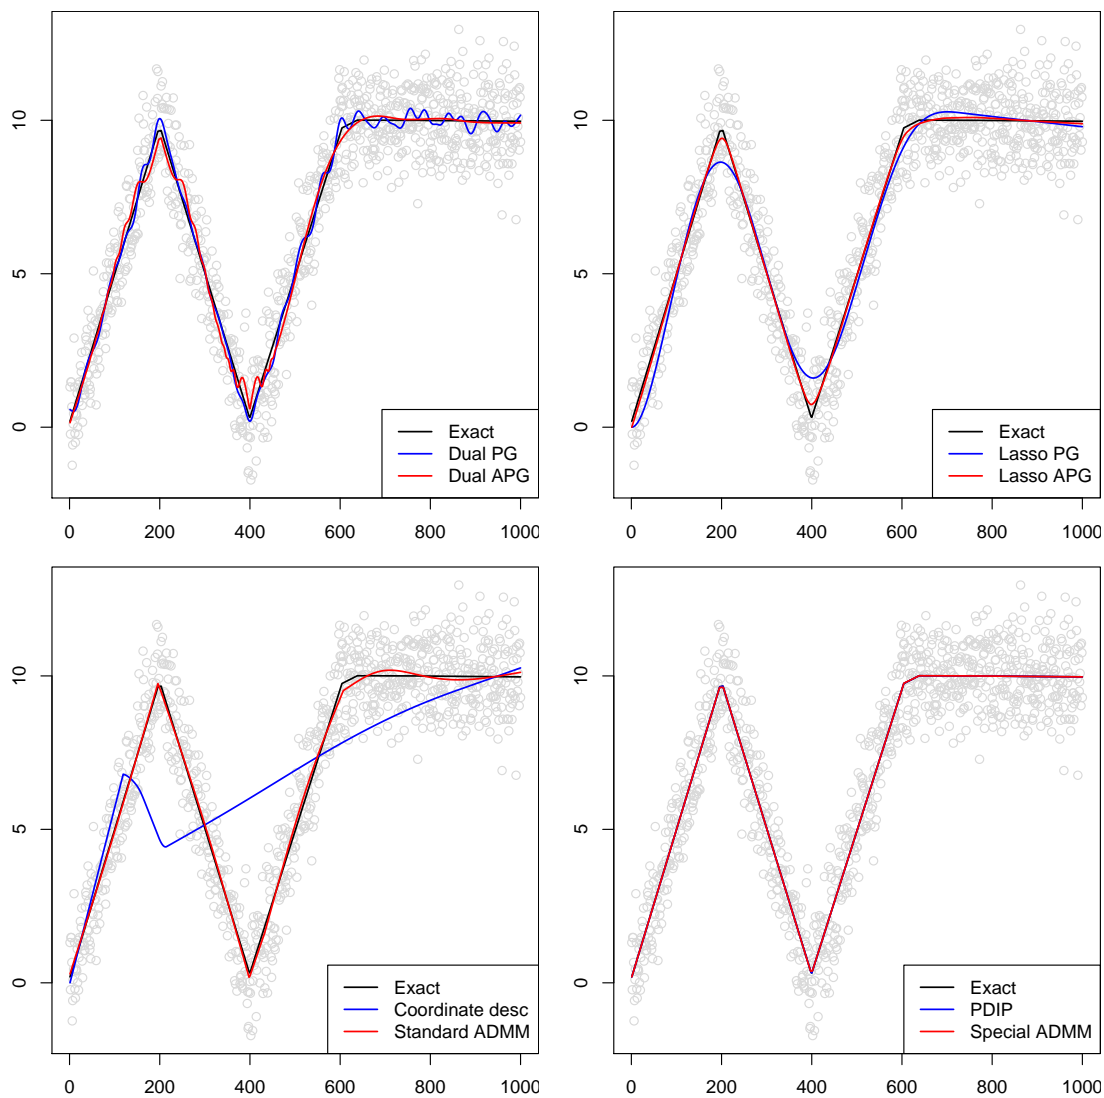 10
5
0
Exact
Dual PG
Dual APG
0 200 400 600 800 1000
10
5
0
Exact
Lasso PG
Lasso APG
0 200 400 600 800 1000
10
5
0
Exact
Coordinate desc
Standard ADMM
0 200 400 600 800 1000
10
5
0
Exact
PDIP
Special ADMM
0 200 400 600 800 1000